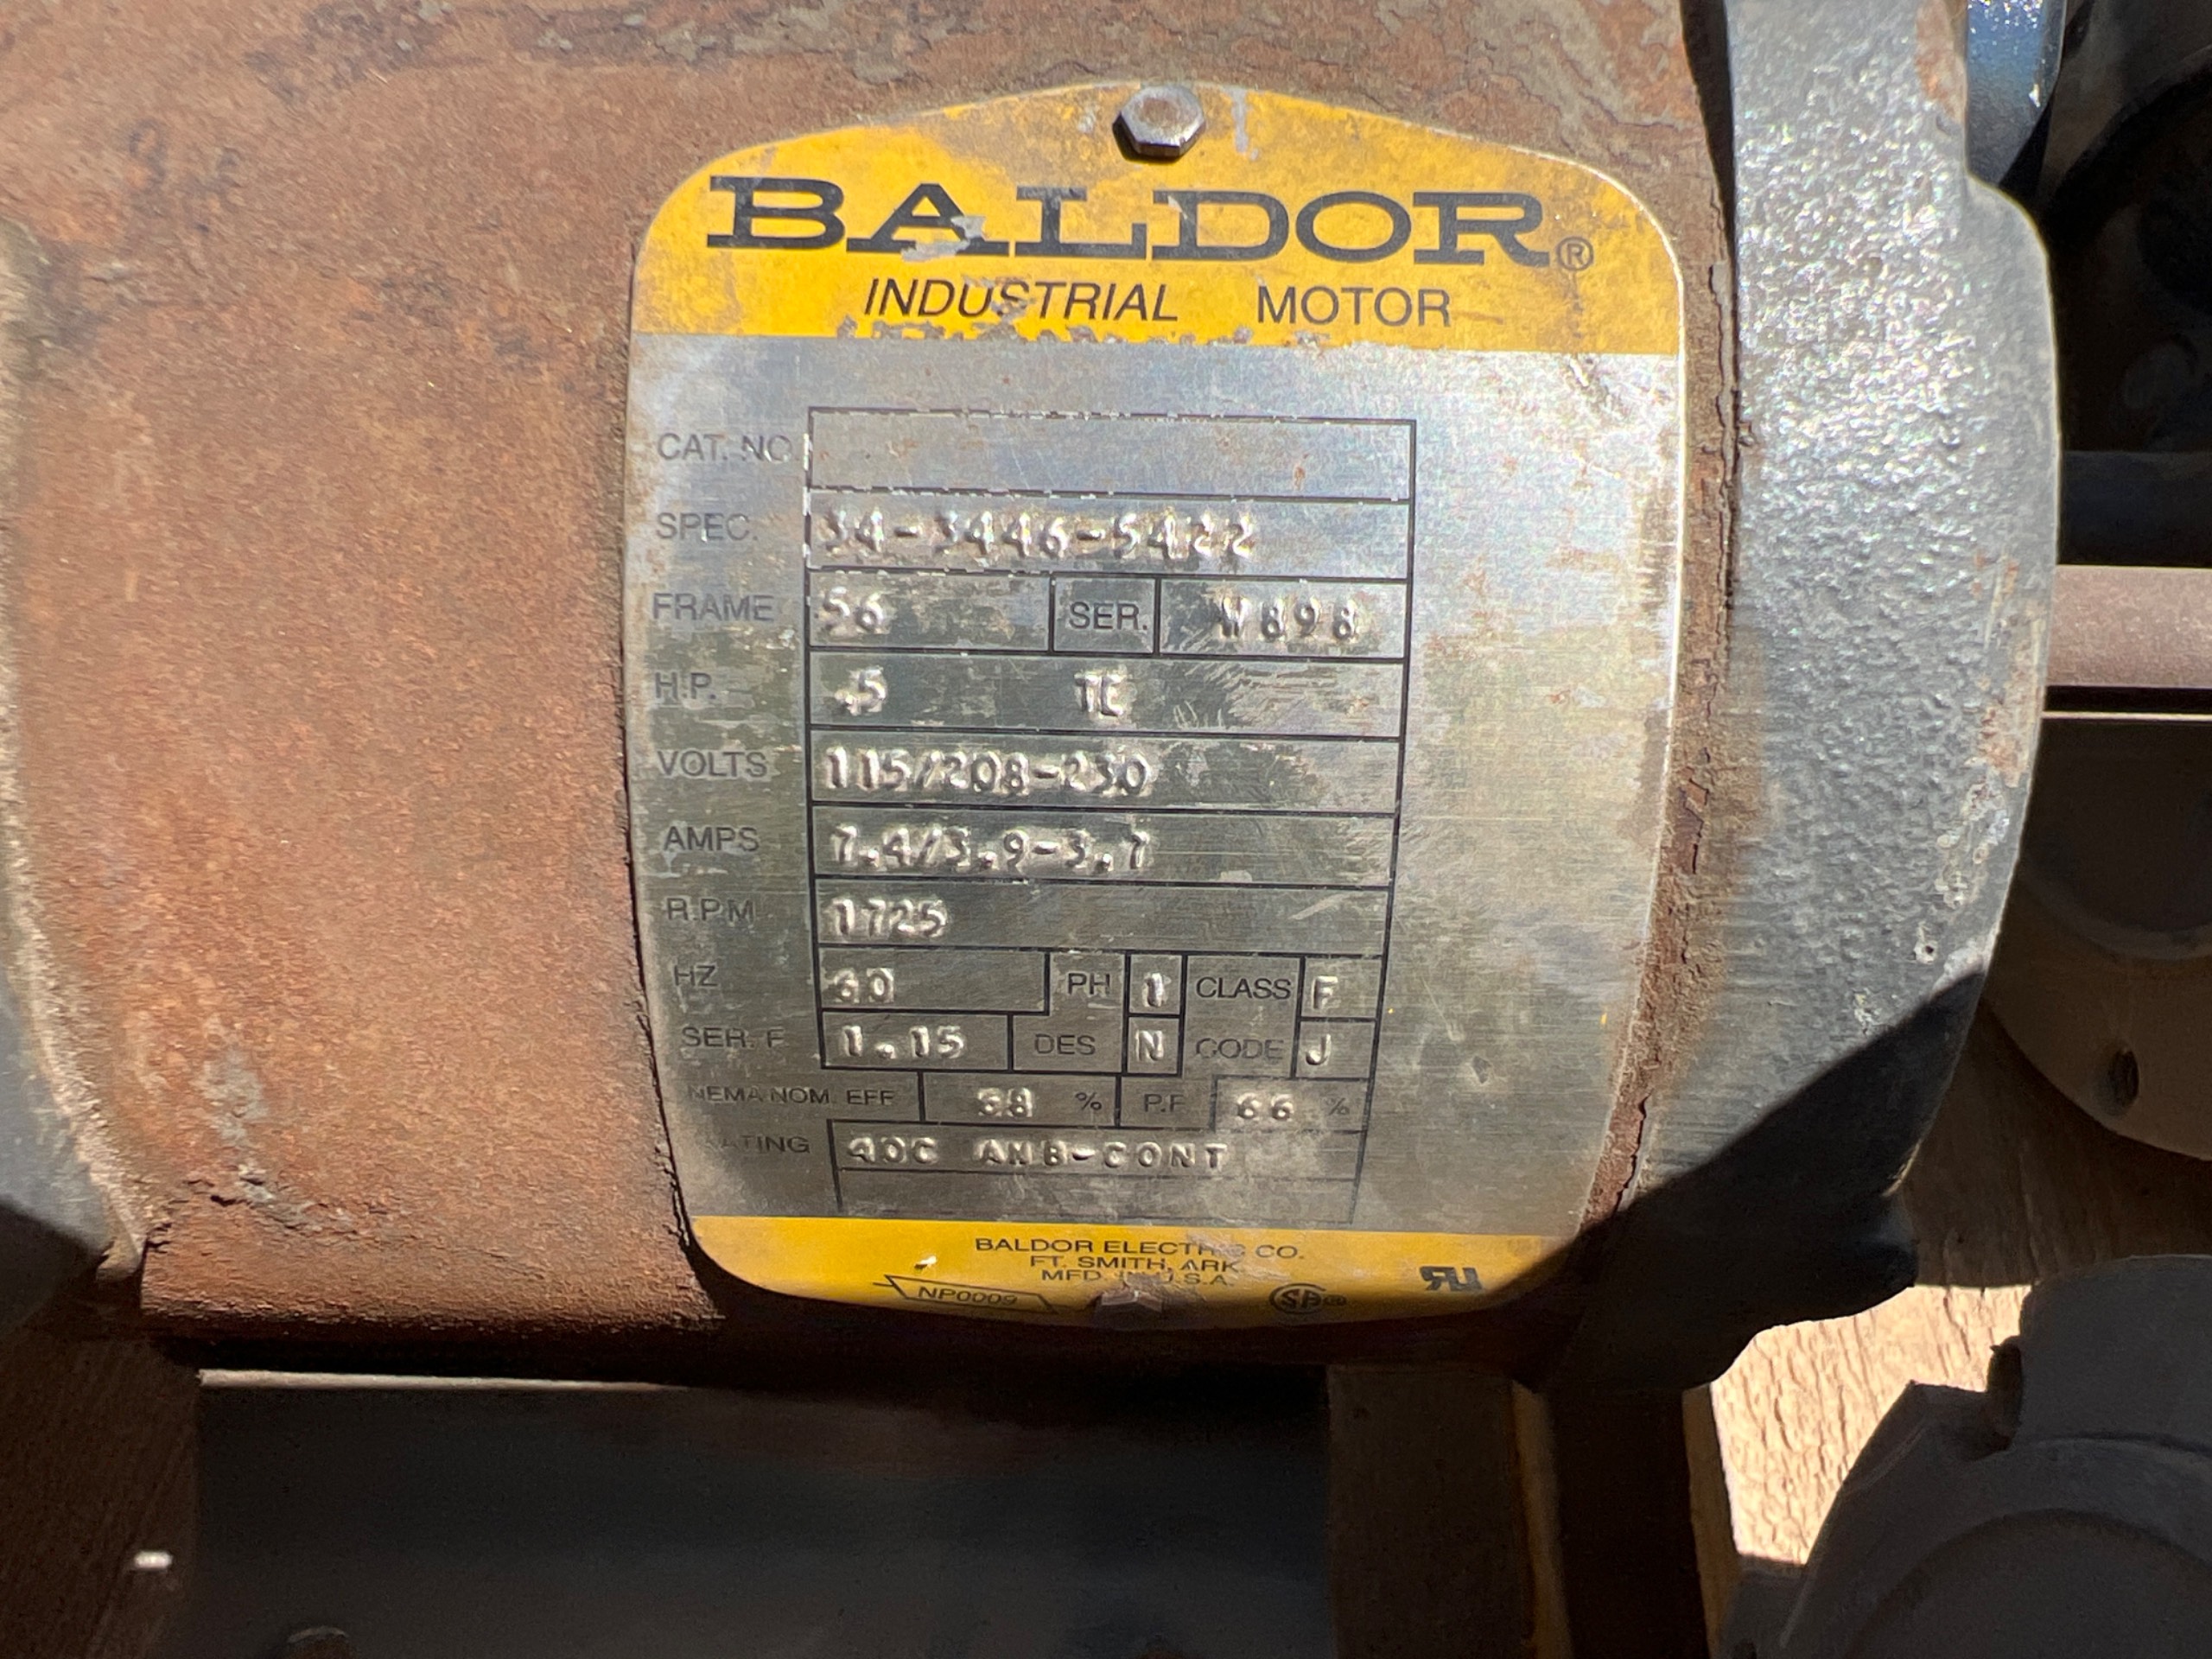 BALDOR®
INDUSTRIAL MOTOR
CAT. NO
SPEC. 34-3446-5422
FRAME 56 SER. W898
H.P. .5 TE
VOLTS 115/208-230
AMPS 7.4/3.9-3.7
R.P.M 1725
HZ 60 PH 1 CLASS F
SER. F 1.15 DES N CODE J
NEMA NOM. EFF % P.F 66 %
RATING 40C AMB-CONT
BALDOR ELECTRIC CO.
FT. SMITH, ARK
MFD. IN U.S.A.
NP0009